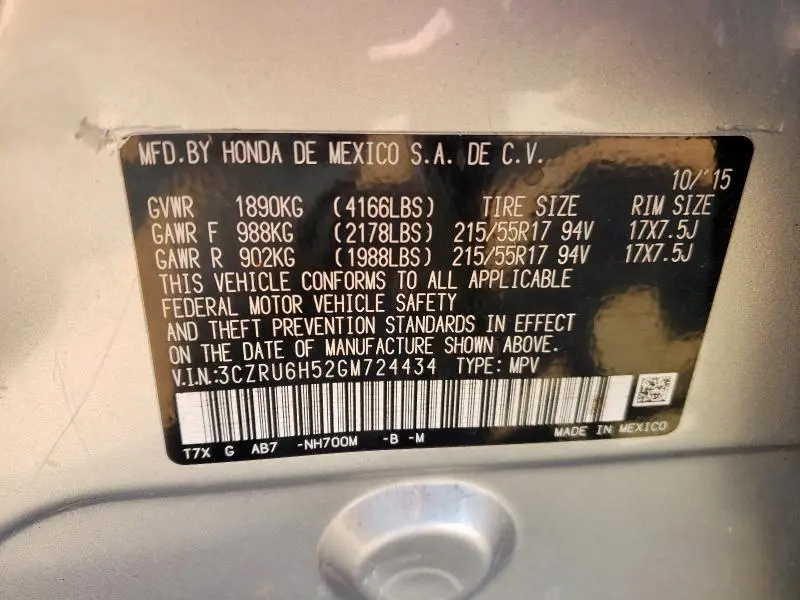 MFD.BY HONDA DE MEXICO S.A. DE C.V.
10/'15
GVWR 1890KG (4166LBS) TIRE SIZE RIM SIZE
GAWR F 988KG (2178LBS) 215/55R17 94V 17X7.5J
GAWR R 902KG (1988LBS) 215/55R17 94V 17X7.5J
THIS VEHICLE CONFORMS TO ALL APPLICABLE
FEDERAL MOTOR VEHICLE SAFETY
AND THEFT PREVENTION STANDARDS IN EFFECT
ON THE DATE OF MANUFACTURE SHOWN ABOVE.
V.I.N.:3CZRU6H52GM724434 TYPE: MPV
T7X G AB7 -NH700M -B -M MADE IN MEXICO